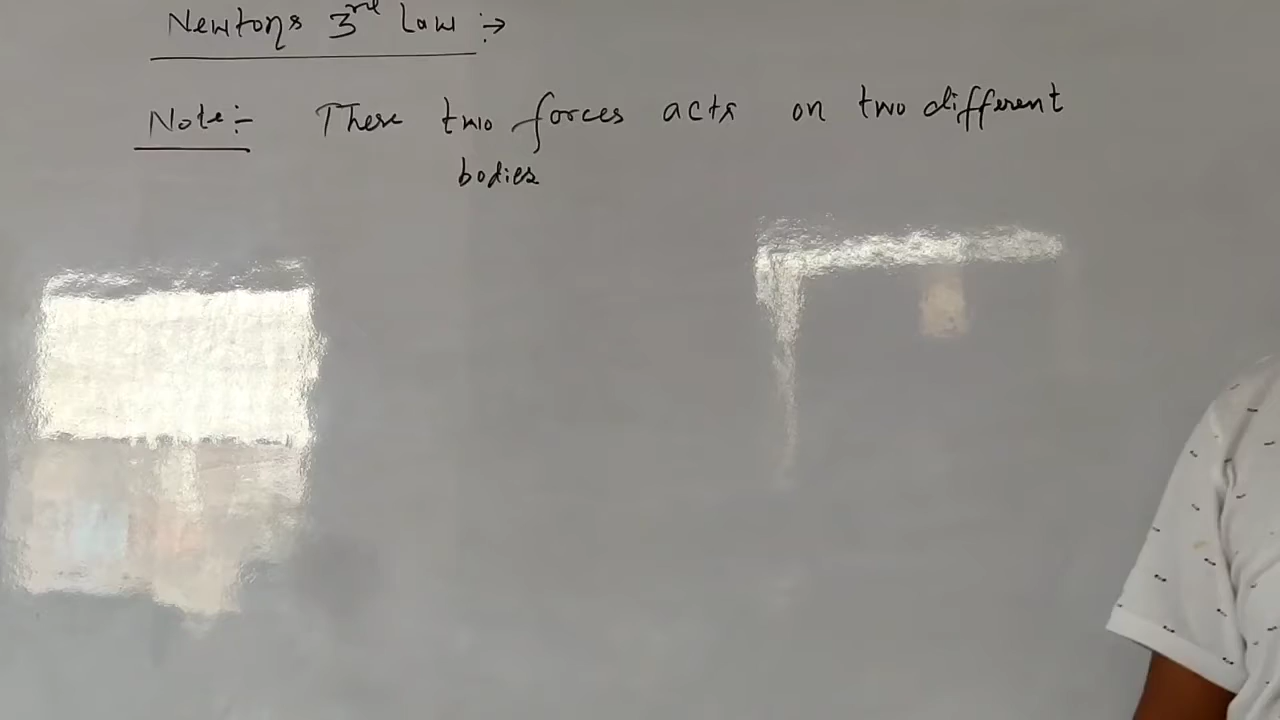 Newtons 3rd Law :→
Note:- These two forces acts on two different
bodies